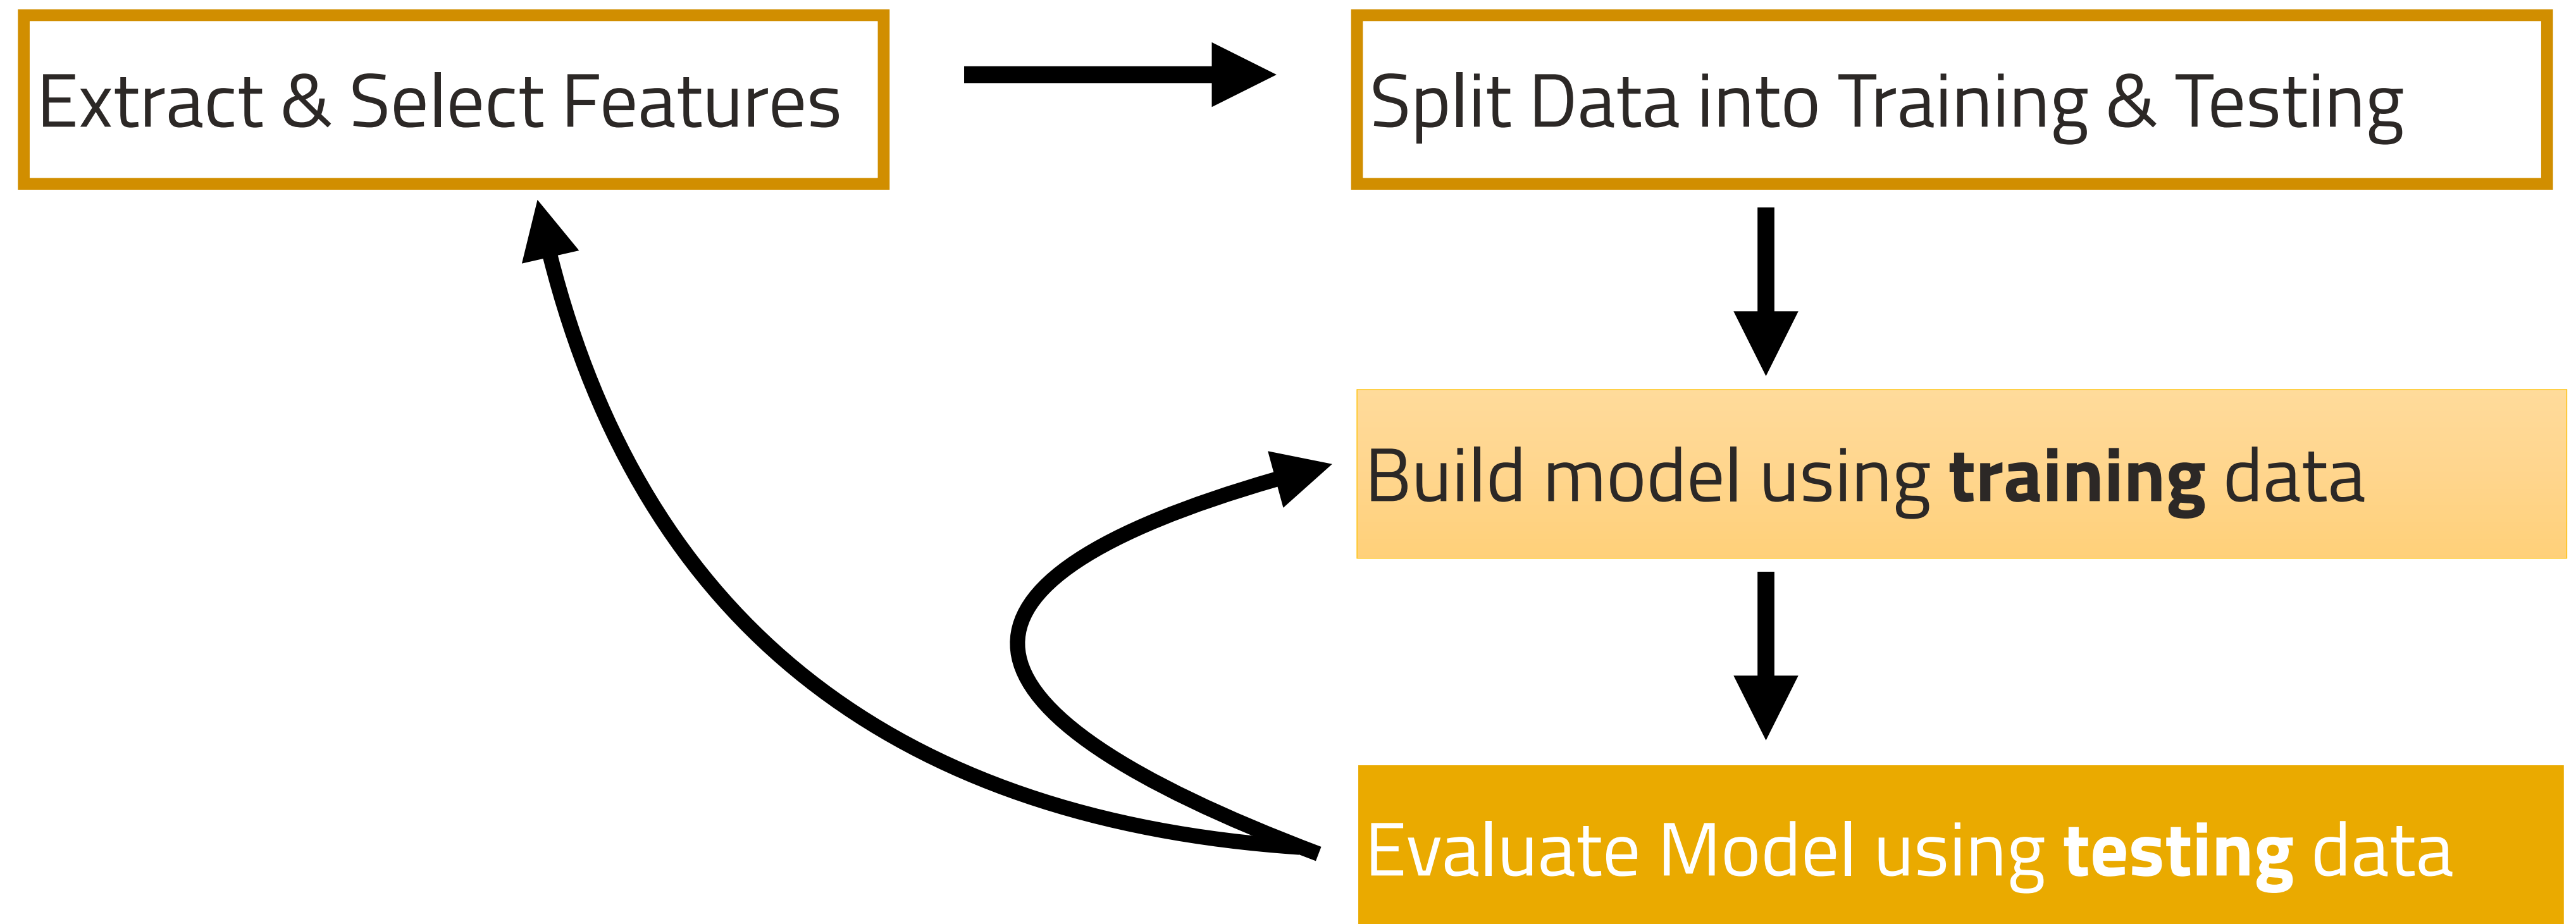 Extract & Select Features
Split Data into Training & Testing
Build model using training data
Evaluate Model using testing data